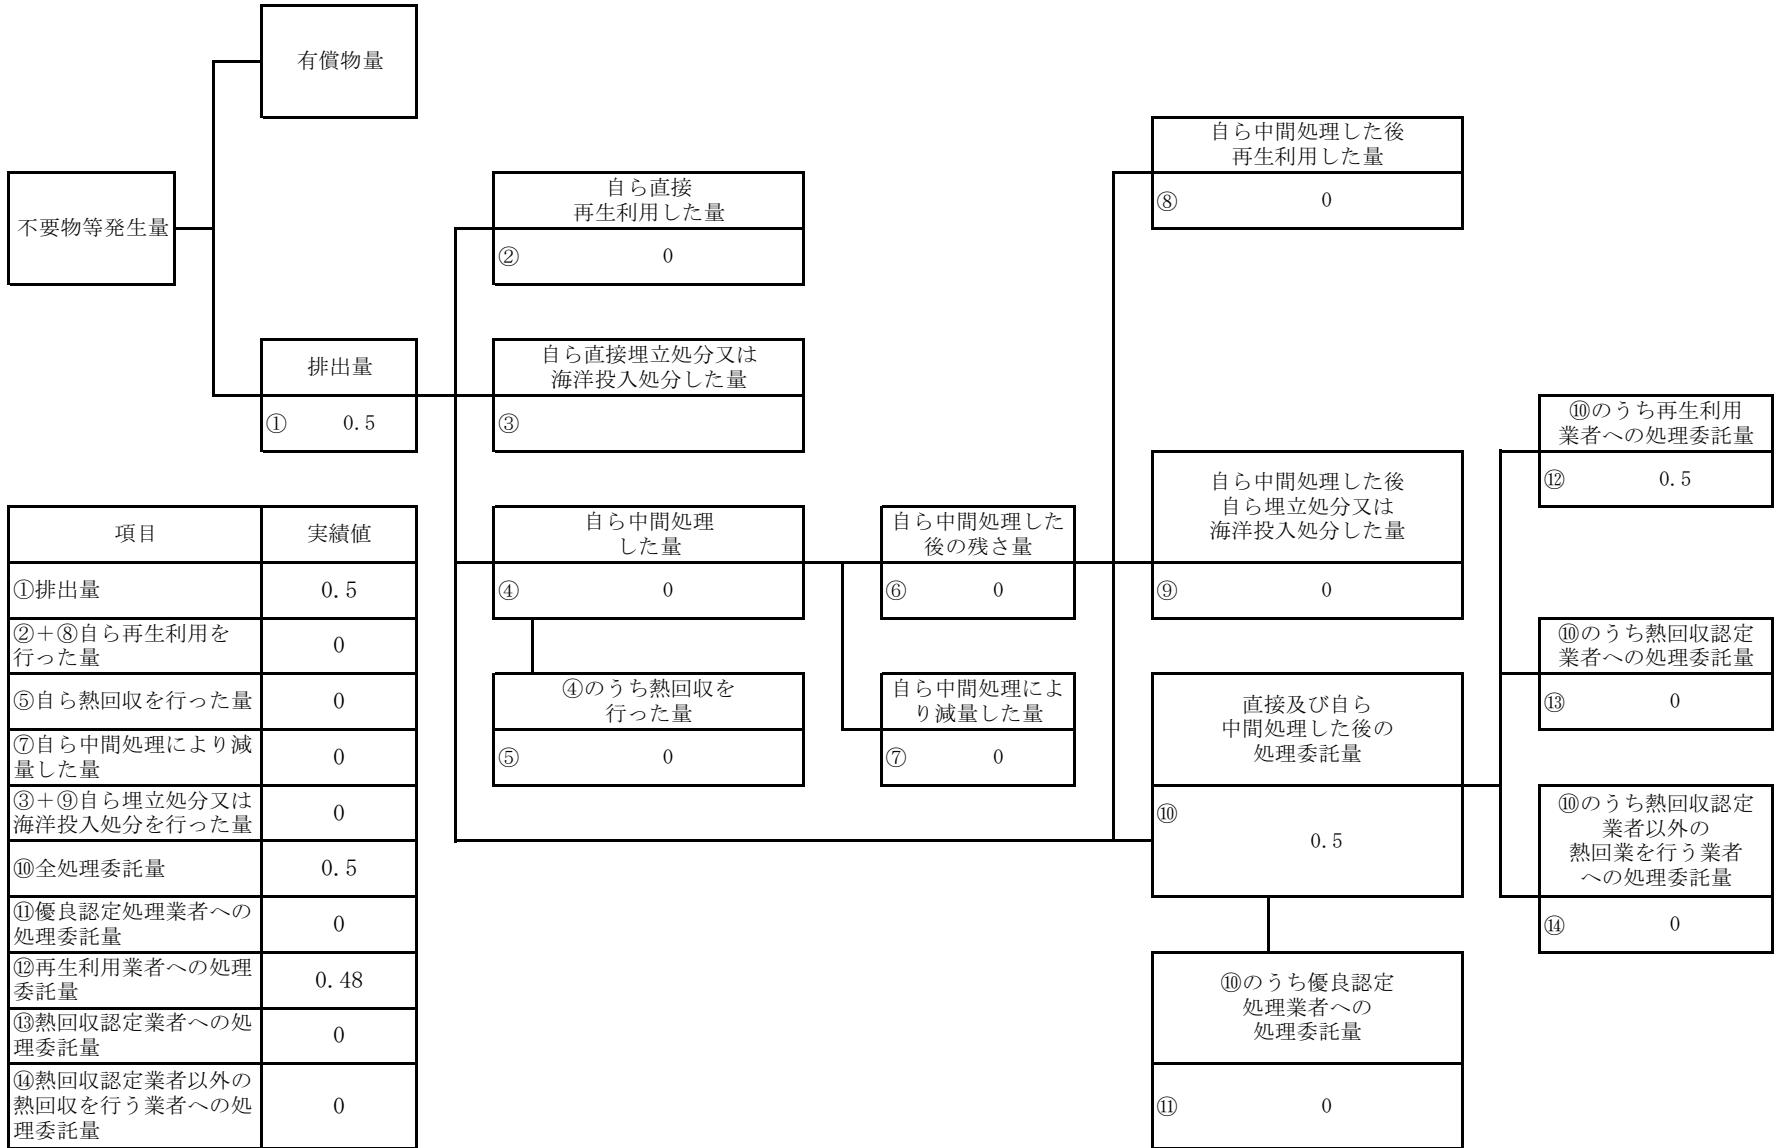 有償物量
不要物等発生量
排出量
① 0.5
自ら直接
再生利用した量
② 0
自ら直接埋立処分又は
海洋投入処分した量
③
自ら中間処理
した量
④ 0
④のうち熱回収を
行った量
⑤ 0
自ら中間処理した
後の残さ量
⑥ 0
自ら中間処理によ
り減量した量
⑦ 0
自ら中間処理した後
再生利用した量
⑧ 0
自ら中間処理した後
自ら埋立処分又は
海洋投入処分した量
⑨ 0
直接及び自ら
中間処理した後の
処理委託量
⑩
0.5
⑩のうち優良認定
処理業者への
処理委託量
⑪ 0
⑩のうち再生利用
業者への処理委託量
⑫ 0.5
⑩のうち熱回収認定
業者への処理委託量
⑬ 0
⑩のうち熱回収認定
業者以外の
熱回業を行う業者
への処理委託量
⑭ 0
項目 実績値
①排出量 0.5
②+⑧自ら再生利用を
行った量 0
⑤自ら熱回収を行った量 0
⑦自ら中間処理により減
量した量 0
③+⑨自ら埋立処分又は
海洋投入処分を行った量 0
⑩全処理委託量 0.5
⑪優良認定処理業者への
処理委託量 0
⑫再生利用業者への処理
委託量 0.48
⑬熱回収認定業者への処
理委託量 0
⑭熱回収認定業者以外の
熱回収を行う業者への処
理委託量 0